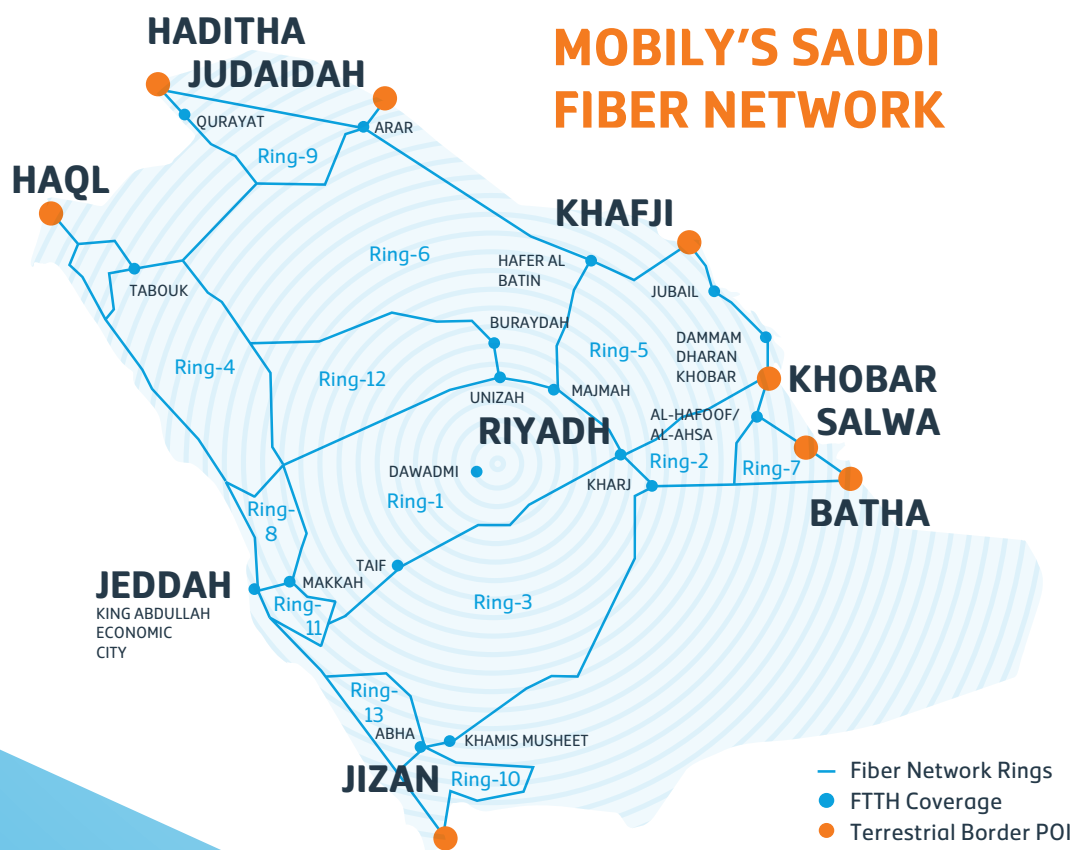 MOBILY'S SAUDI
FIBER NETWORK
HADITHA
JUDAIDAH
QURAYAT
ARAR
Ring-9
HAQL
KHAFJI
Ring-6
HAFER AL
BATIN
TABOUK
JUBAIL
BURAYDAH
DAMMAM
DHARAN
KHOBAR
Ring-5
Ring-4
Ring-12
KHOBAR
UNIZAH
MAJMAH
AL-HAFOOF/
AL-AHSA
SALWA
RIYADH
DAWADMI
Ring-2
Ring-7
KHARJ
Ring-1
BATHA
Ring-
8
TAIF
JEDDAH
MAKKAH
KING ABDULLAH
ECONOMIC
CITY
Ring-
11
Ring-3
Ring-
13
ABHA
KHAMIS MUSHEET
JIZAN
Ring-10
Fiber Network Rings
FTTH Coverage
Terrestrial Border POI